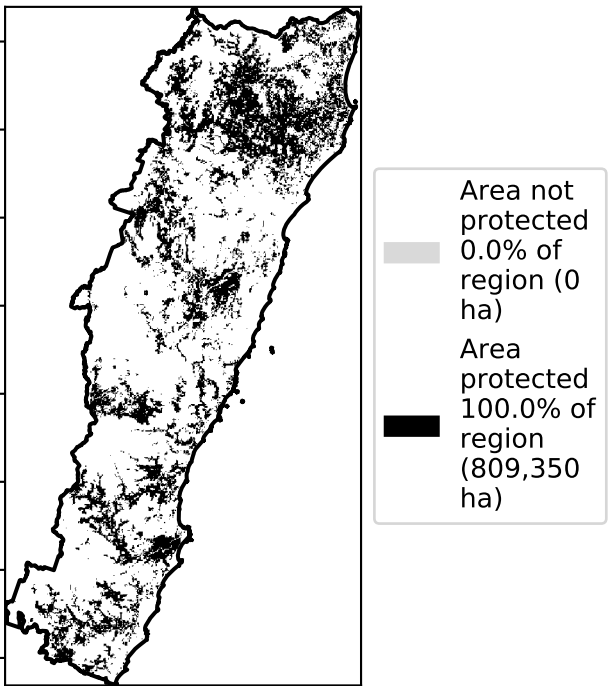 Area not
protected
0.0% of
region (0
ha)
Area
protected
100.0% of
region
(809,350
ha)